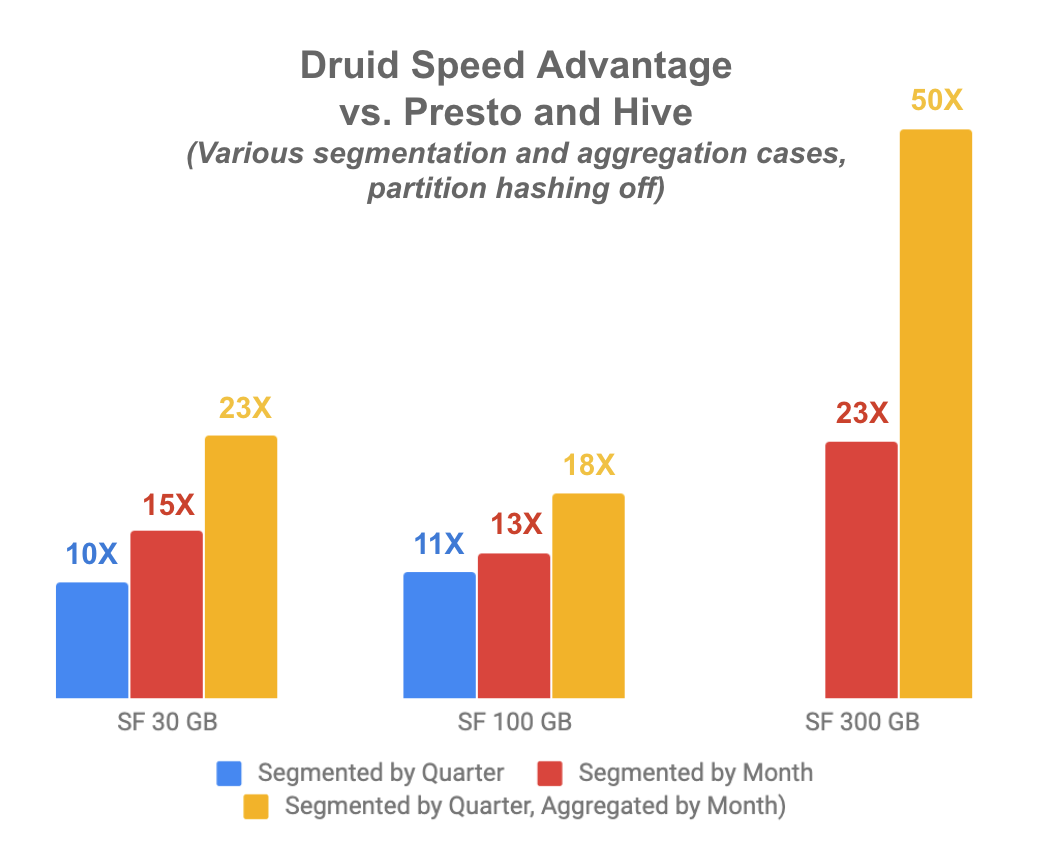 Druid Speed Advantage
vs. Presto and Hive
(Various segmentation and aggregation cases,
partition hashing off)
50X
23X
23X
18X
15X
13X
10X
11X
SF 30 GB
SF 100 GB
SF 300 GB
Segmented by Quarter
Segmented by Month
Segmented by Quarter, Aggregated by Month)